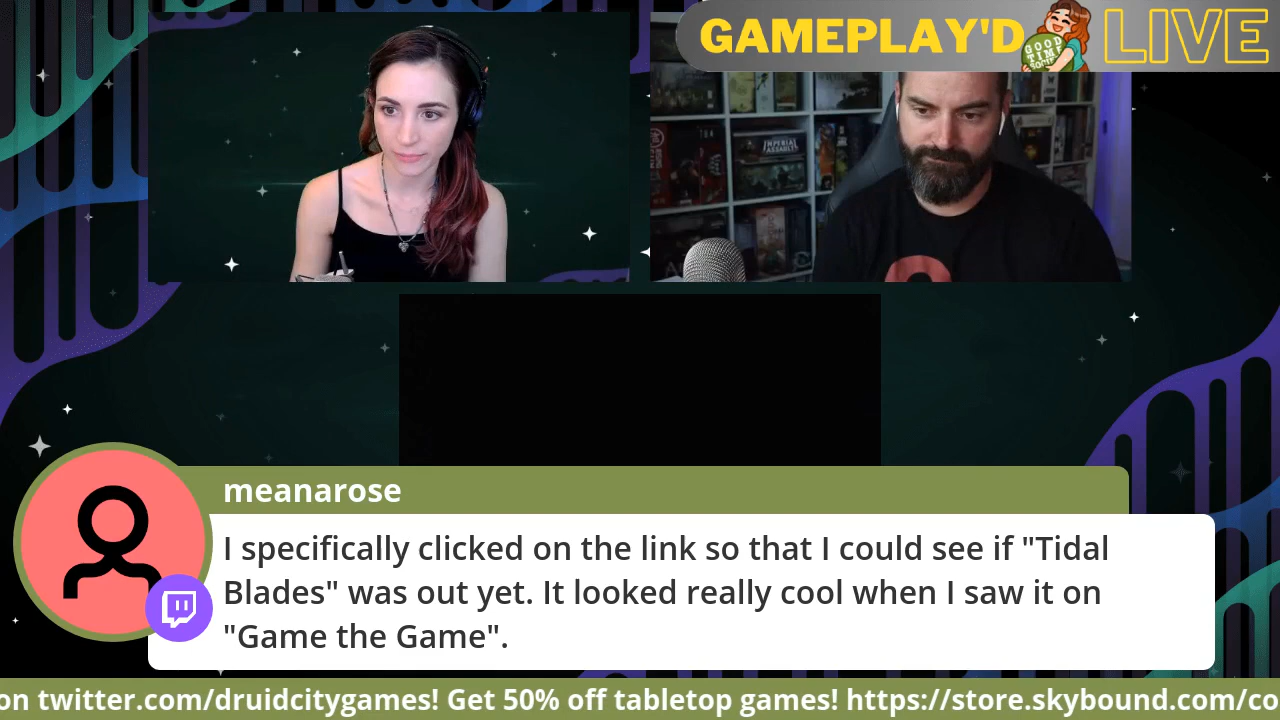 GAMEPLAY'D
LIVE
GOOD
TIME
SOCIETY
IMPERIAL
ASSAULT
meanarose
I specifically clicked on the link so that I could see if "Tidal
Blades" was out yet. It looked really cool when I saw it on
"Game the Game".
on twitter.com/druidcitygames! Get 50% off tabletop games! https://store.skybound.com/co